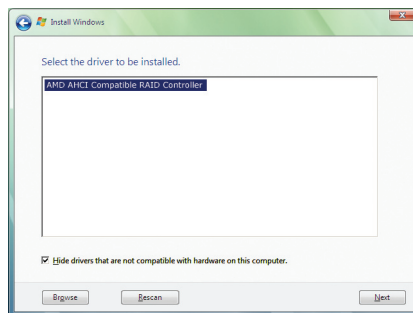 Install Windows
Select the driver to be installed.
AMD AHCI Compatible RAID Controller
Hide drivers that are not compatible with hardware on this computer.
Browse Rescan Next